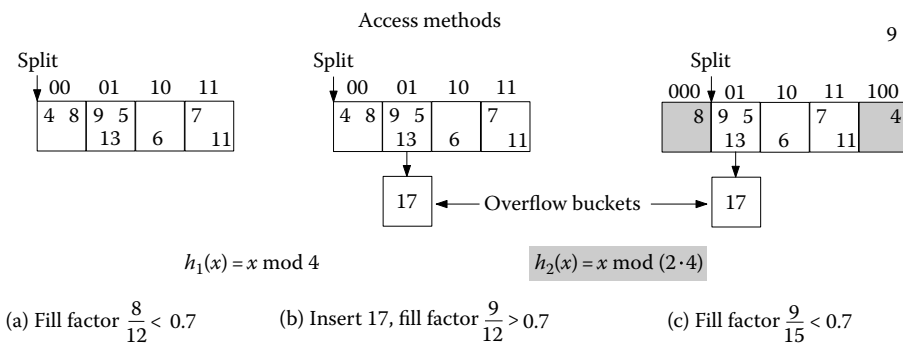 Access methods
9
Split
Split
Split
00 01 10 11
00 01 10 11
000 01 10 11 100
4 8 9 5 7
13 6 11
4 8 9 5 7
13 6 11
8 9 5 7 4
13 6 11
17
Overflow buckets
17
h₁(x) = x mod 4
h₂(x) = x mod (2·4)
(a) Fill factor 8/12 < 0.7
(b) Insert 17, fill factor 9/12 > 0.7
(c) Fill factor 9/15 < 0.7